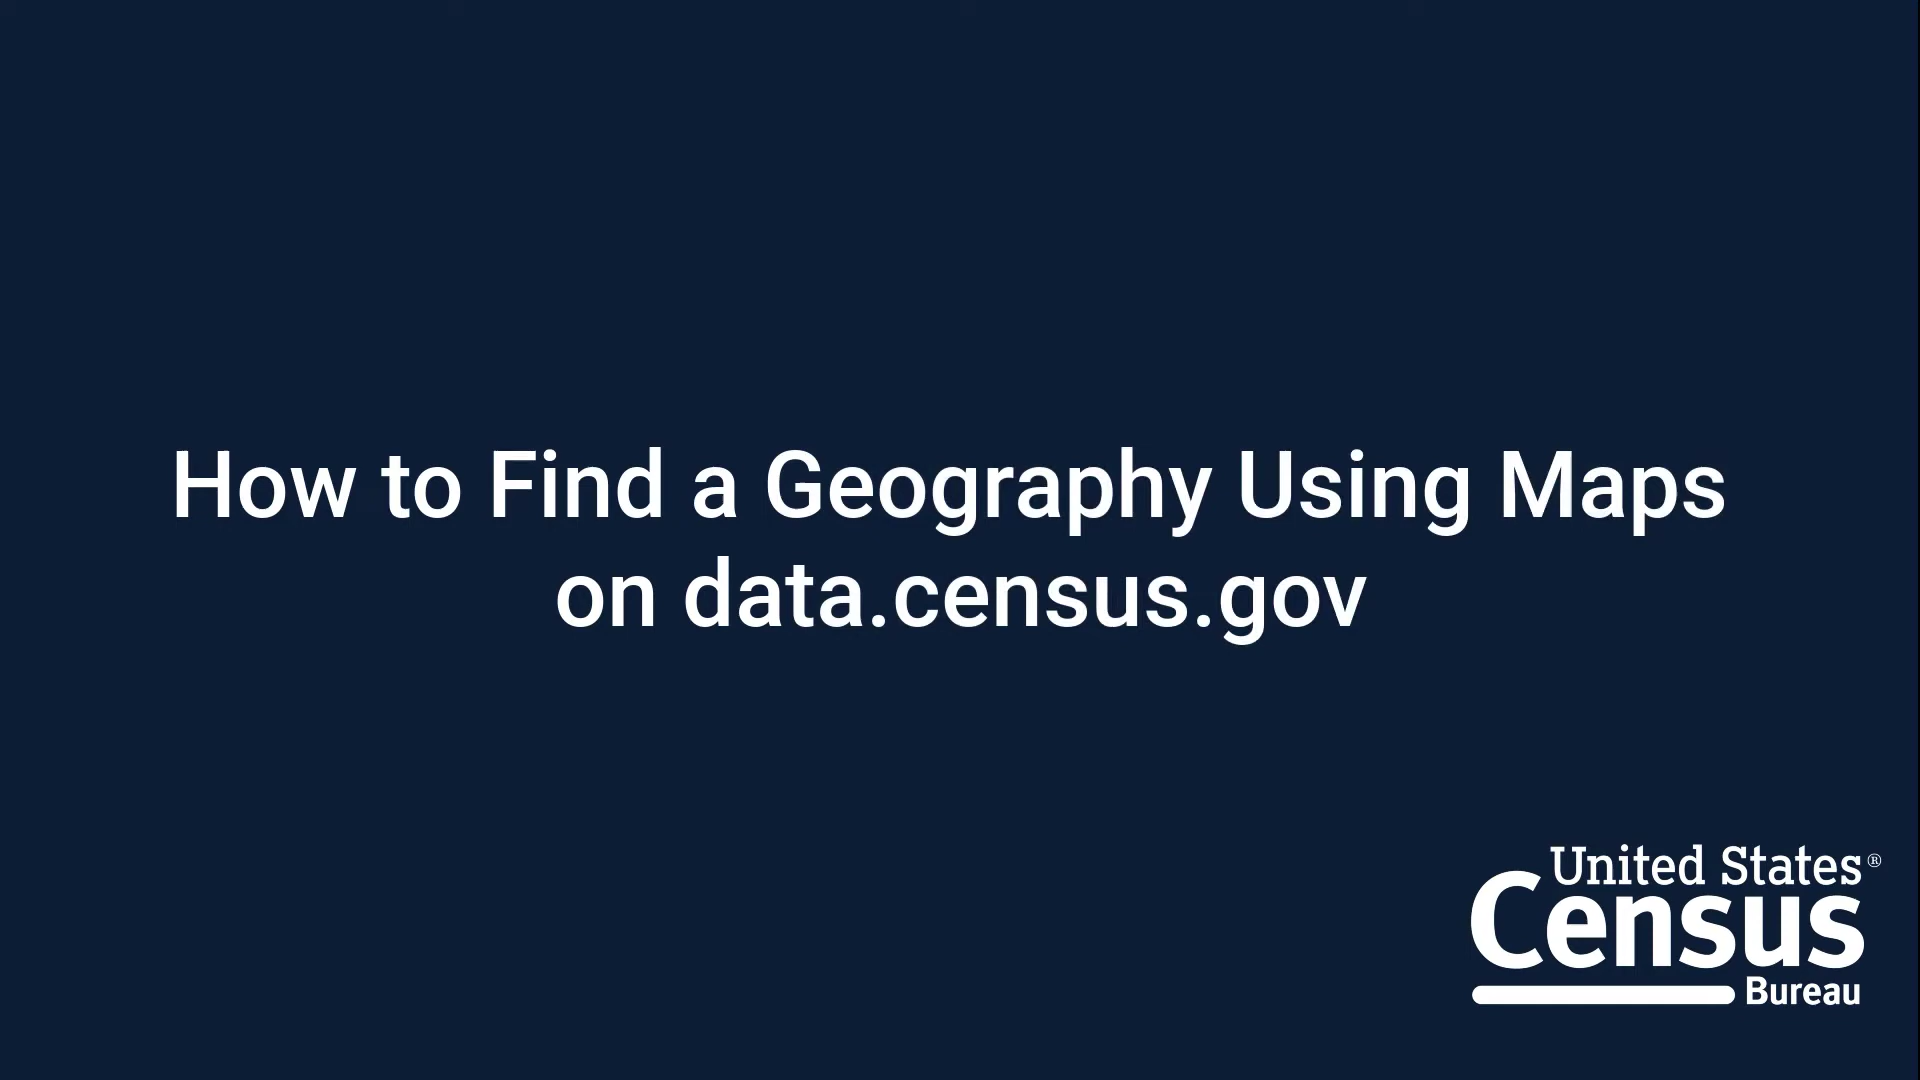 How to Find a Geography Using Maps
on data.census.gov
United States®
Census
Bureau